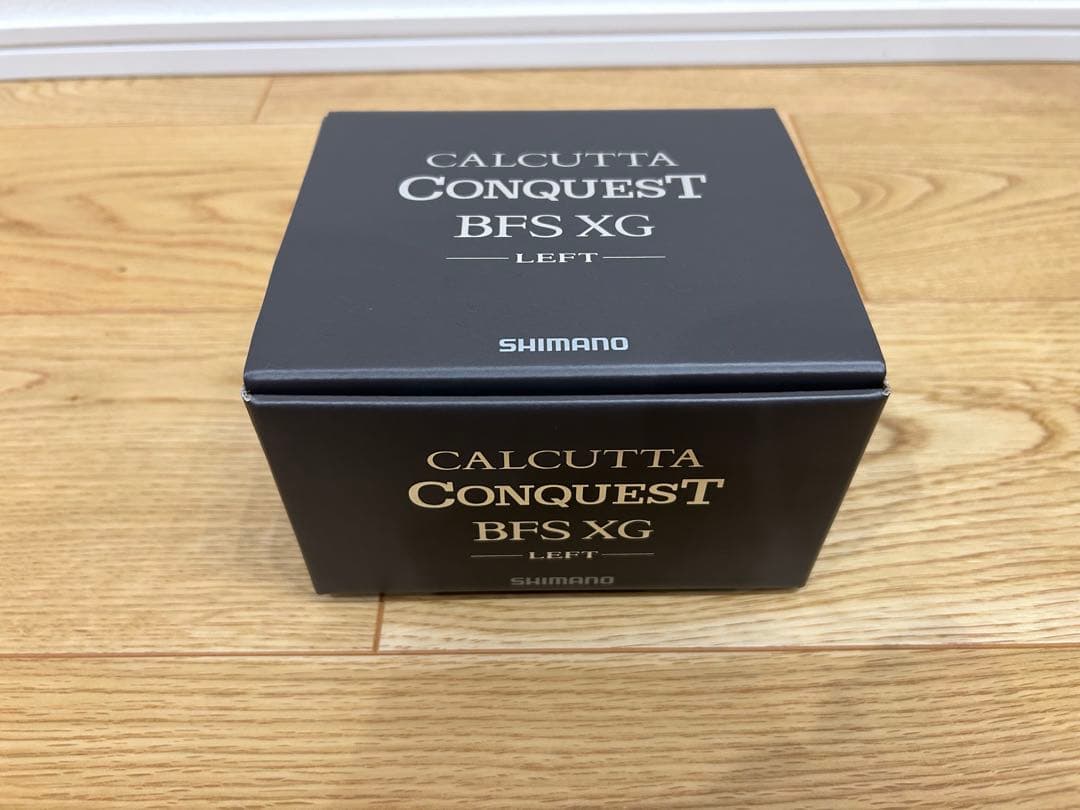 CALCUTTA
CONQUEST
BFS XG
LEFT
SHIMANO
CALCUTTA
CONQUEST
BFS XG
LEFT
SHIMANO